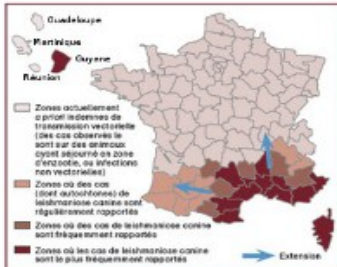 Guadeloupe
Martinique
Guyane
Réunion
Zones actuellement
a priori indemnes de
transmission vectorielle
(des cas observés le
sont sur des animaux
ayant séjourné en zone
d'enzootie, ou infections
non vectorielles)
Zones où des cas
(dont autochtones) de
leishmaniose canine sont
régulièrement rapportés
Zones où des cas de leishmaniose canine
sont fréquemment rapportés
Zones où les cas de leishmaniose canine
sont le plus fréquemment rapportés
Extension